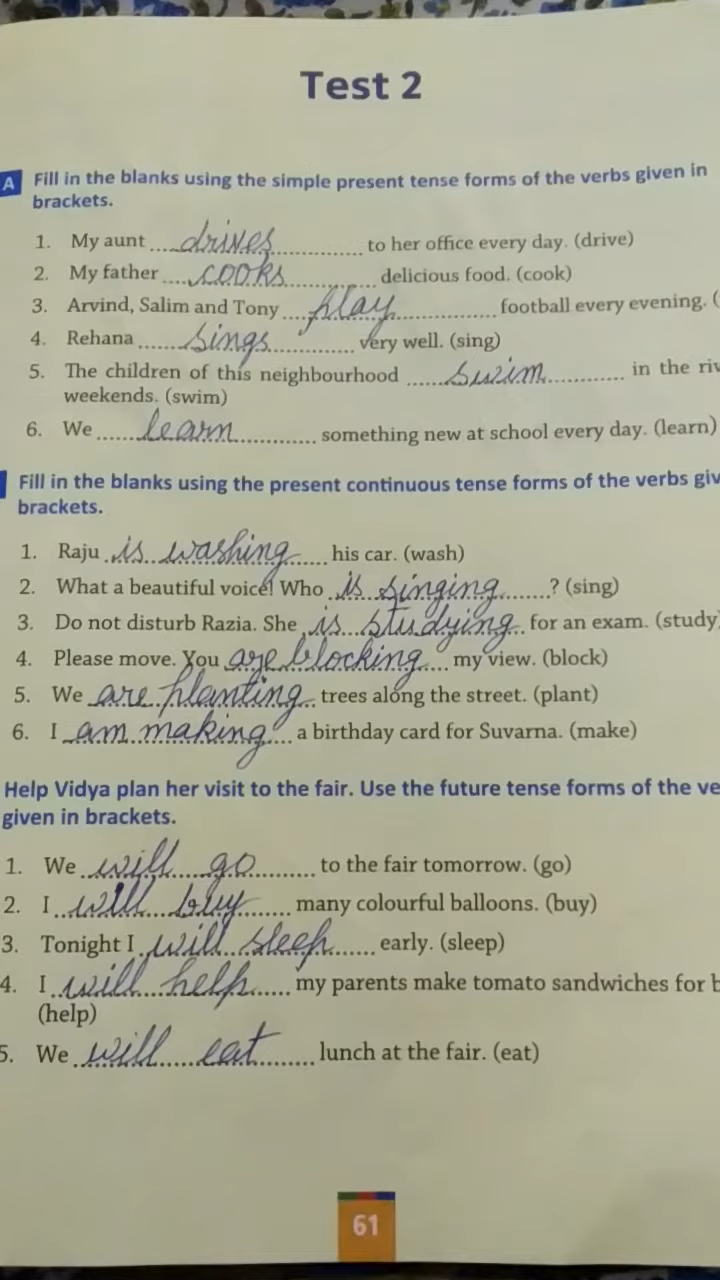 Test 2
A Fill in the blanks using the simple present tense forms of the verbs given in
brackets.
1. My aunt ....drives.............. to her office every day. (drive)
2. My father ....cooks.............. delicious food. (cook)
3. Arvind, Salim and Tony ....play.............. football every evening. (
4. Rehana ......sings............ very well. (sing)
5. The children of this neighbourhood ......swim............ in the riv
weekends. (swim)
6. We ......learn............ something new at school every day. (learn)
Fill in the blanks using the present continuous tense forms of the verbs giv
brackets.
1. Raju ..is washing..... his car. (wash)
2. What a beautiful voice! Who ..is singing.......? (sing)
3. Do not disturb Razia. She ..is studying.. for an exam. (study)
4. Please move. You are blocking.... my view. (block)
5. We are planting.. trees along the street. (plant)
6. I am making... a birthday card for Suvarna. (make)
Help Vidya plan her visit to the fair. Use the future tense forms of the ve
given in brackets.
1. We ..will go.......... to the fair tomorrow. (go)
2. I ..will buy....... many colourful balloons. (buy)
3. Tonight I ..will sleep...... early. (sleep)
4. I ..will help..... my parents make tomato sandwiches for b
(help)
5. We ..will eat........ lunch at the fair. (eat)
61